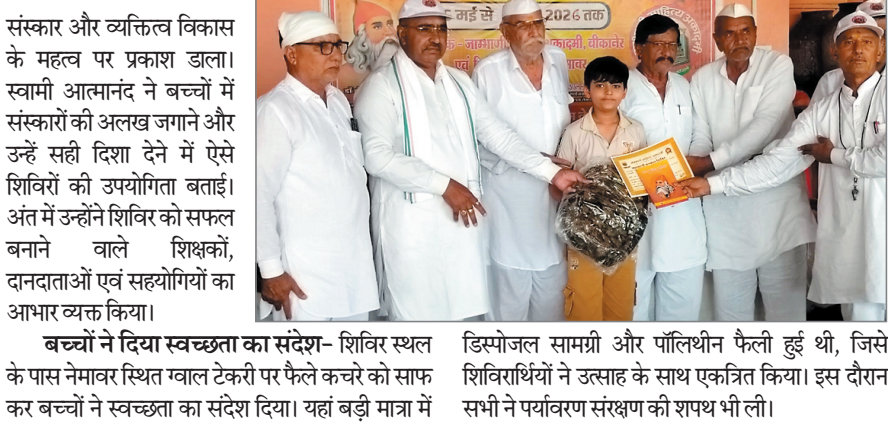 संस्कार और व्यक्तित्व विकास
के महत्व पर प्रकाश डाला।
स्वामी आत्मानंद ने बच्चों में
संस्कारों की अलख जगाने और
उन्हें सही दिशा देने में ऐसे
शिविरों की उपयोगिता बताई।
अंत में उन्होंने शिविर को सफल
बनाने वाले शिक्षकों,
दानदाताओं एवं सहयोगियों का
आभार व्यक्त किया।
मई से 2026 तक
बीकानेर
एवं
बच्चों ने दिया स्वच्छता का संदेश– शिविर स्थल
के पास नेमावर स्थित ग्वाल टेकरी पर फैले कचरे को साफ
कर बच्चों ने स्वच्छता का संदेश दिया। यहां बड़ी मात्रा में
डिस्पोजल सामग्री और पॉलिथीन फैली हुई थी, जिसे
शिविरार्थियों ने उत्साह के साथ एकत्रित किया। इस दौरान
सभी ने पर्यावरण संरक्षण की शपथ भी ली।